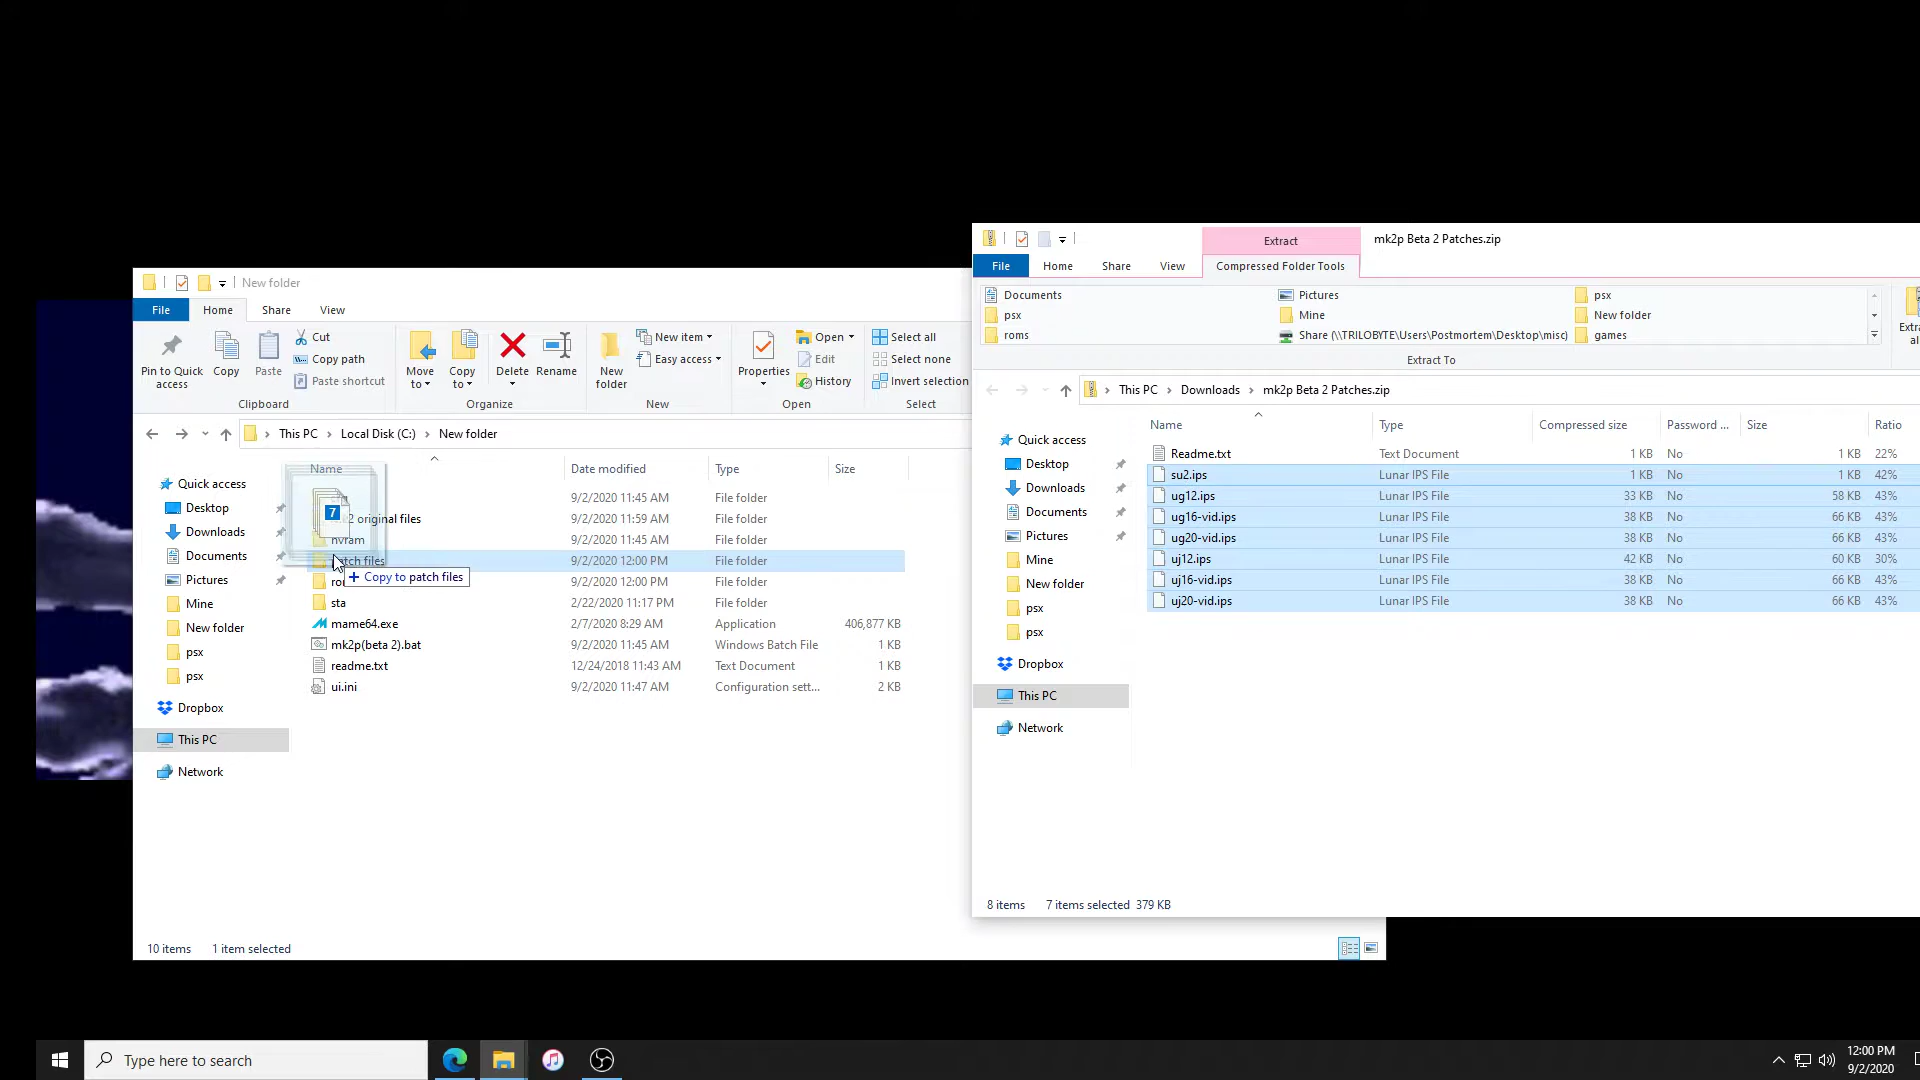 New folder
File
Home
Share
View
Pin to Quick access
Copy
Paste
Cut
Copy path
Paste shortcut
Clipboard
Move to
Copy to
Delete
Rename
Organize
New folder
New item
Easy access
New
Properties
Open
Edit
History
Open
Select all
Select none
Invert selection
Select
This PC
Local Disk (C:)
New folder
Quick access
Desktop
Downloads
Documents
Pictures
Mine
New folder
psx
psx
Dropbox
This PC
Network
Name Date modified Type Size
9/2/2020 11:45 AM File folder
2 original files 9/2/2020 11:59 AM File folder
nvram 9/2/2020 11:45 AM File folder
patch files 9/2/2020 12:00 PM File folder
ro 9/2/2020 12:00 PM File folder
sta 2/22/2020 11:17 PM File folder
mame64.exe 2/7/2020 8:29 AM Application 406,877 KB
mk2p(beta 2).bat 9/2/2020 11:45 AM Windows Batch File 1 KB
readme.txt 12/24/2018 11:43 AM Text Document 1 KB
ui.ini 9/2/2020 11:47 AM Configuration sett... 2 KB
7
+ Copy to patch files
10 items 1 item selected
Extract
mk2p Beta 2 Patches.zip
File
Home
Share
View
Compressed Folder Tools
Documents
Pictures
psx
psx
Mine
New folder
roms
Share (\\TRILOBYTE\Users\Postmortem\Desktop\misc)
games
Extract To
This PC
Downloads
mk2p Beta 2 Patches.zip
Quick access
Desktop
Downloads
Documents
Pictures
Mine
New folder
psx
psx
Dropbox
This PC
Network
Name Type Compressed size Password ... Size Ratio
Readme.txt Text Document 1 KB No 1 KB 22%
su2.ips Lunar IPS File 1 KB No 1 KB 42%
ug12.ips Lunar IPS File 33 KB No 58 KB 43%
ug16-vid.ips Lunar IPS File 38 KB No 66 KB 43%
ug20-vid.ips Lunar IPS File 38 KB No 66 KB 43%
uj12.ips Lunar IPS File 42 KB No 60 KB 30%
uj16-vid.ips Lunar IPS File 38 KB No 66 KB 43%
uj20-vid.ips Lunar IPS File 38 KB No 66 KB 43%
8 items 7 items selected 379 KB
Type here to search
12:00 PM
9/2/2020